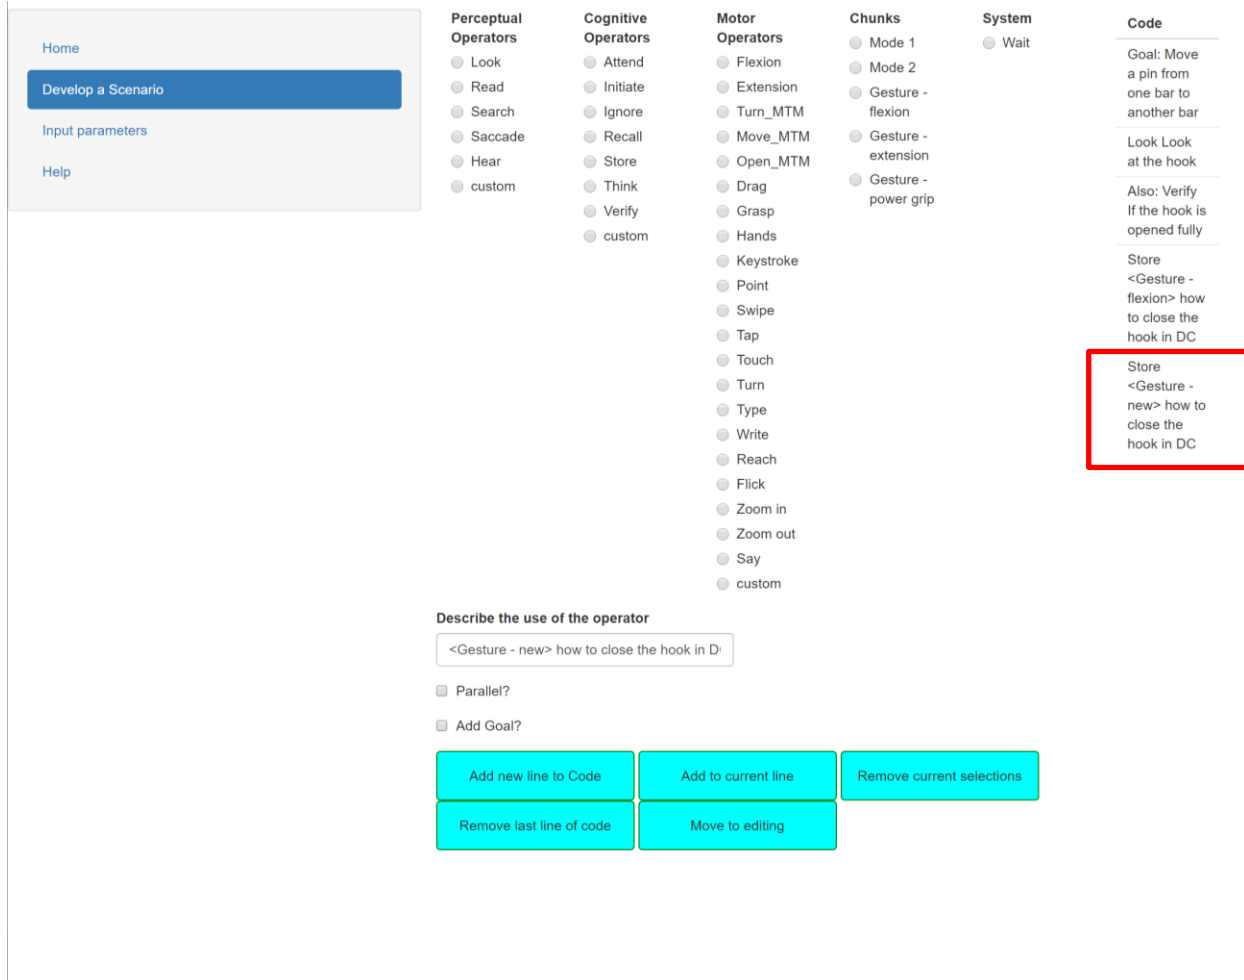 Home
Develop a Scenario
Input parameters
Help
Perceptual
Operators
Look
Read
Search
Saccade
Hear
custom
Cognitive
Operators
Attend
Initiate
Ignore
Recall
Store
Think
Verify
custom
Motor
Operators
Flexion
Extension
Turn_MTM
Move_MTM
Open_MTM
Drag
Grasp
Hands
Keystroke
Point
Swipe
Tap
Touch
Turn
Type
Write
Reach
Flick
Zoom in
Zoom out
Say
custom
Chunks
Mode 1
Mode 2
Gesture -
flexion
Gesture -
extension
Gesture -
power grip
System
Wait
Code
Goal: Move
a pin from
one bar to
another bar
Look Look
at the hook
Also: Verify
If the hook is
opened fully
Store
<Gesture -
flexion> how
to close the
hook in DC
Store
<Gesture -
new> how to
close the
hook in DC
Describe the use of the operator
<Gesture - new> how to close the hook in D
Parallel?
Add Goal?
Add new line to Code
Add to current line
Remove current selections
Remove last line of code
Move to editing